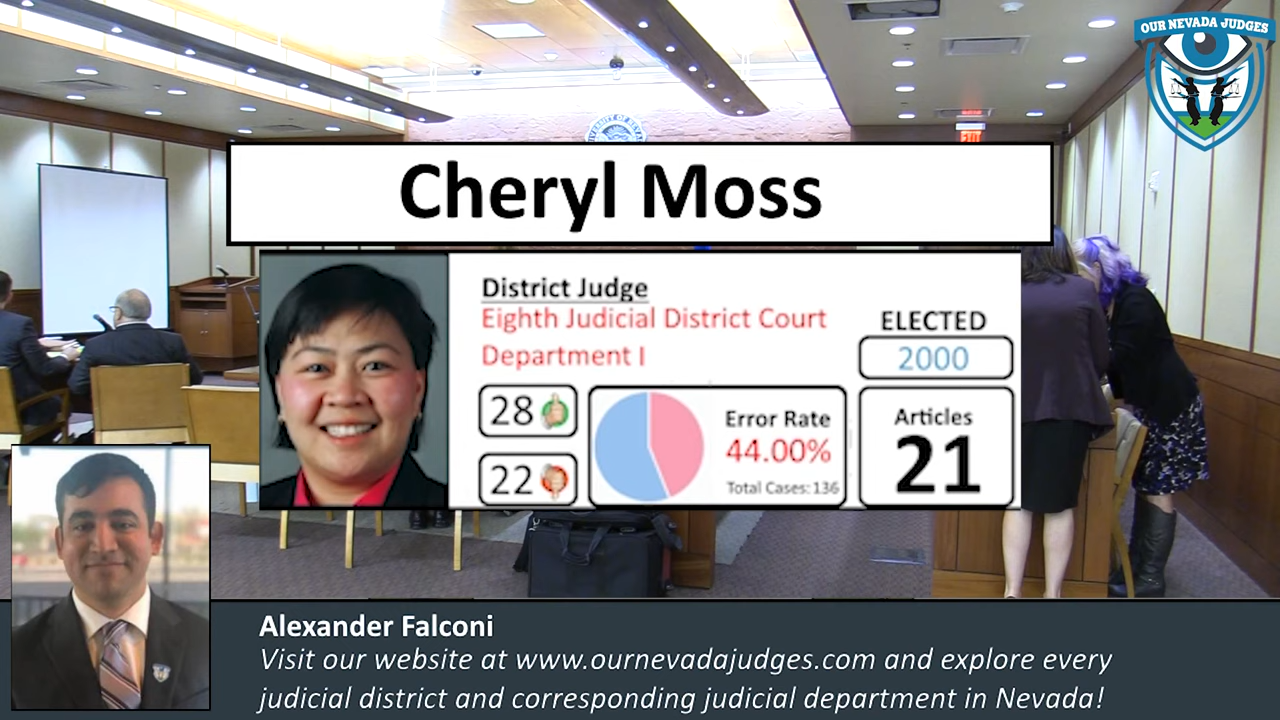 OUR NEVADA JUDGES
EXIT
Cheryl Moss
District Judge
Eighth Judicial District Court
Department I
ELECTED
2000
28
22
Error Rate
44.00%
Total Cases: 136
Articles
21
Alexander Falconi
Visit our website at www.ournevadajudges.com and explore every
judicial district and corresponding judicial department in Nevada!